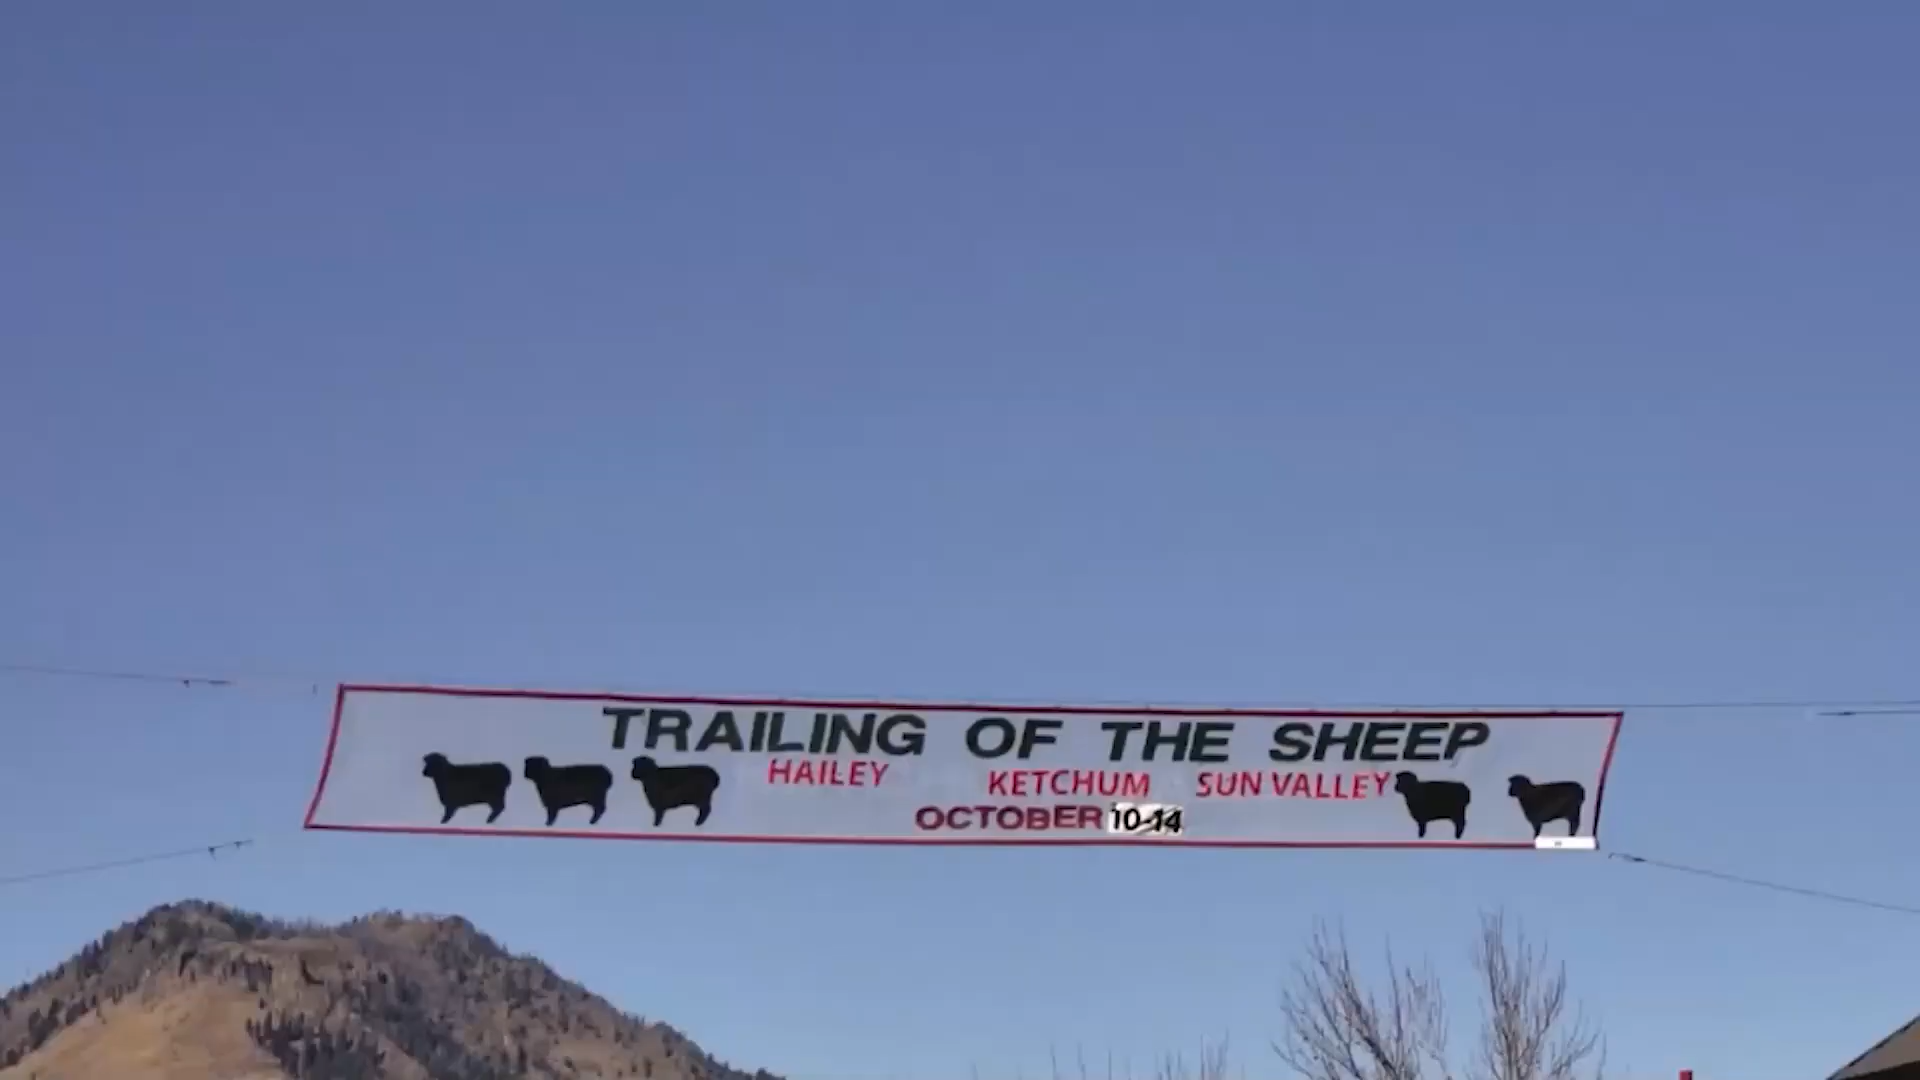 TRAILING OF THE SHEEP
HAILEY KETCHUM SUN VALLEY
OCTOBER 10-14